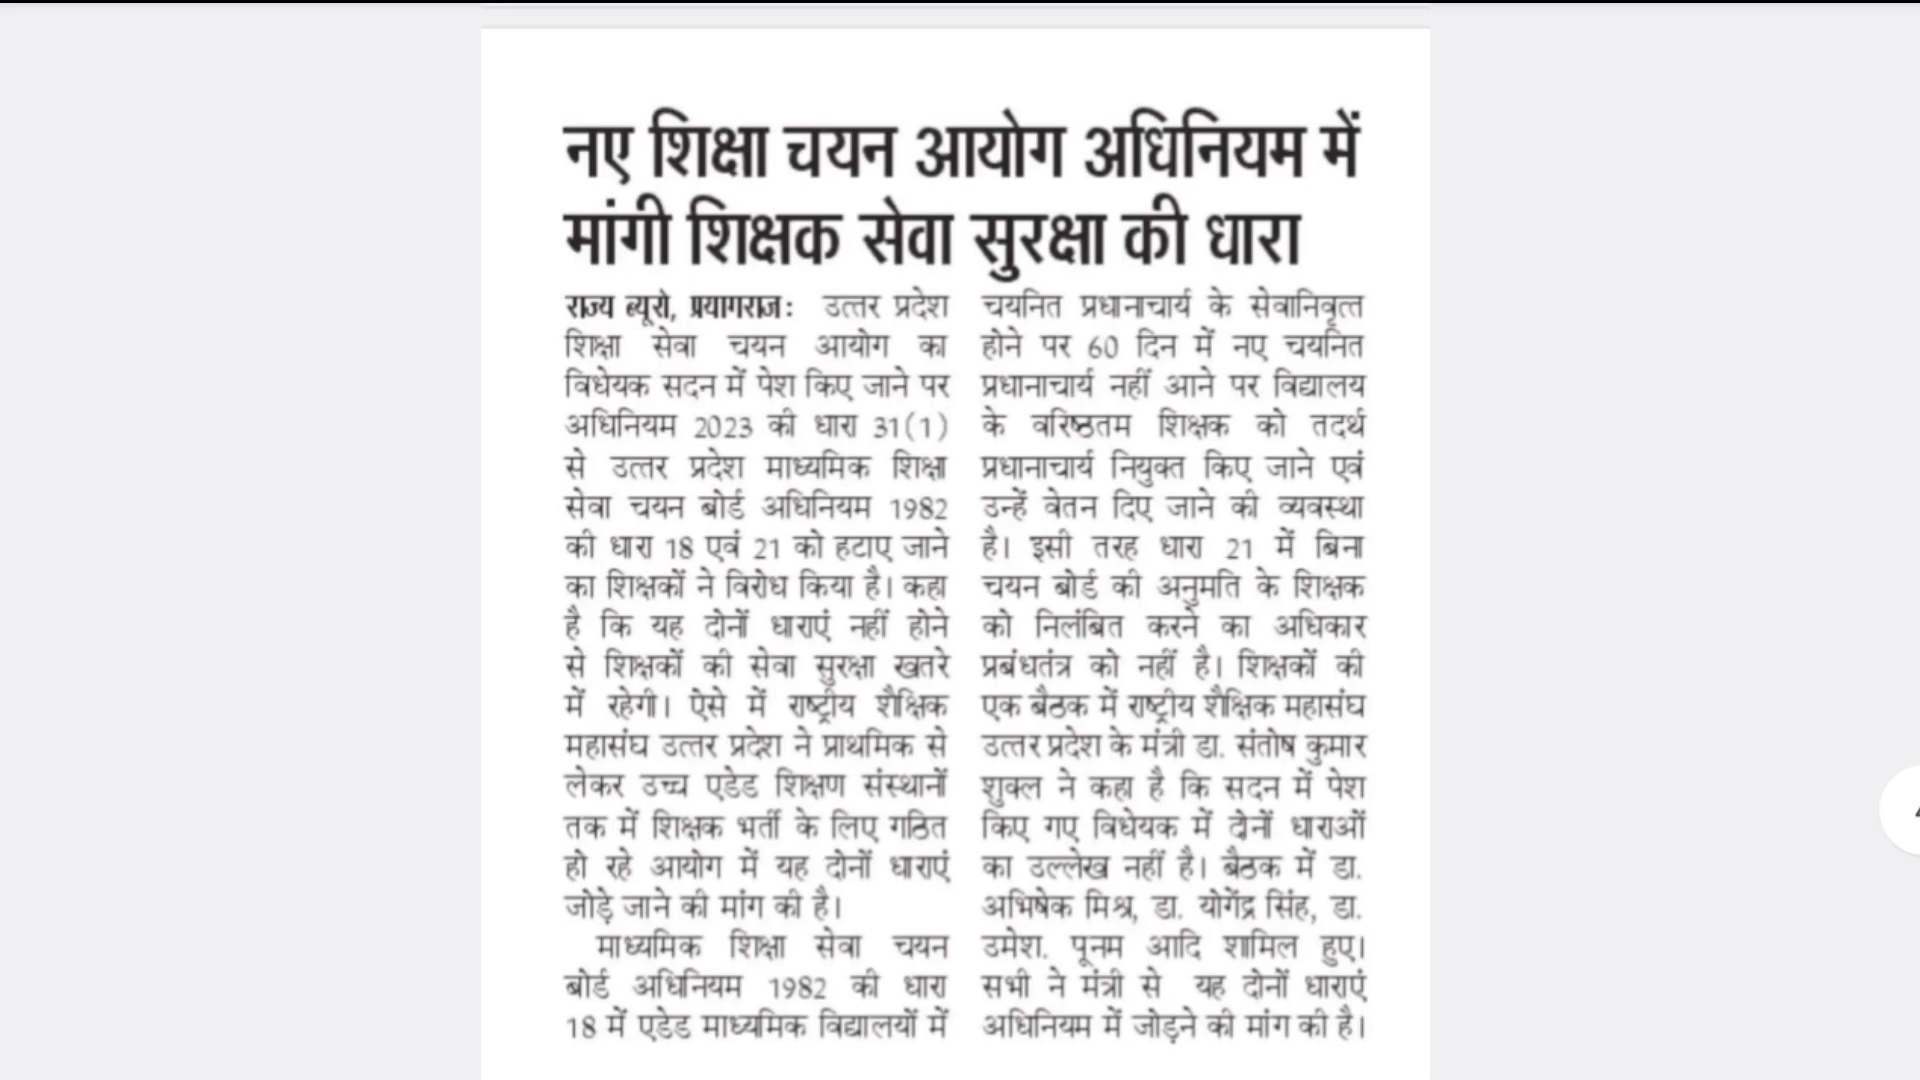 नए शिक्षा चयन आयोग अधिनियम में
मांगी शिक्षक सेवा सुरक्षा की धारा
राज्य ब्यूरो, प्रयागराज: उत्तर प्रदेश
शिक्षा सेवा चयन आयोग का
विधेयक सदन में पेश किए जाने पर
अधिनियम 2023 की धारा 31(1)
से उत्तर प्रदेश माध्यमिक शिक्षा
सेवा चयन बोर्ड अधिनियम 1982
की धारा 18 एवं 21 को हटाए जाने
का शिक्षकों ने विरोध किया है। कहा
है कि यह दोनों धाराएं नहीं होने
से शिक्षकों की सेवा सुरक्षा खतरे
में रहेगी। ऐसे में राष्ट्रीय शैक्षिक
महासंघ उत्तर प्रदेश ने प्राथमिक से
लेकर उच्च एडेड शिक्षण संस्थानों
तक में शिक्षक भर्ती के लिए गठित
हो रहे आयोग में यह दोनों धाराएं
जोड़े जाने की मांग की है।
माध्यमिक शिक्षा सेवा चयन
बोर्ड अधिनियम 1982 की धारा
18 में एडेड माध्यमिक विद्यालयों में
चयनित प्रधानाचार्य के सेवानिवृत्त
होने पर 60 दिन में नए चयनित
प्रधानाचार्य नहीं आने पर विद्यालय
के वरिष्ठतम शिक्षक को तदर्थ
प्रधानाचार्य नियुक्त किए जाने एवं
उन्हें वेतन दिए जाने की व्यवस्था
है। इसी तरह धारा 21 में बिना
चयन बोर्ड की अनुमति के शिक्षक
को निलंबित करने का अधिकार
प्रबंधतंत्र को नहीं है। शिक्षकों की
एक बैठक में राष्ट्रीय शैक्षिक महासंघ
उत्तर प्रदेश के मंत्री डा. संतोष कुमार
शुक्ल ने कहा है कि सदन में पेश
किए गए विधेयक में दोनों धाराओं
का उल्लेख नहीं है। बैठक में डा.
अभिषेक मिश्र, डा. योगेंद्र सिंह, डा.
उमेश. पूनम आदि शामिल हुए।
सभी ने मंत्री से यह दोनों धाराएं
अधिनियम में जोड़ने की मांग की है।